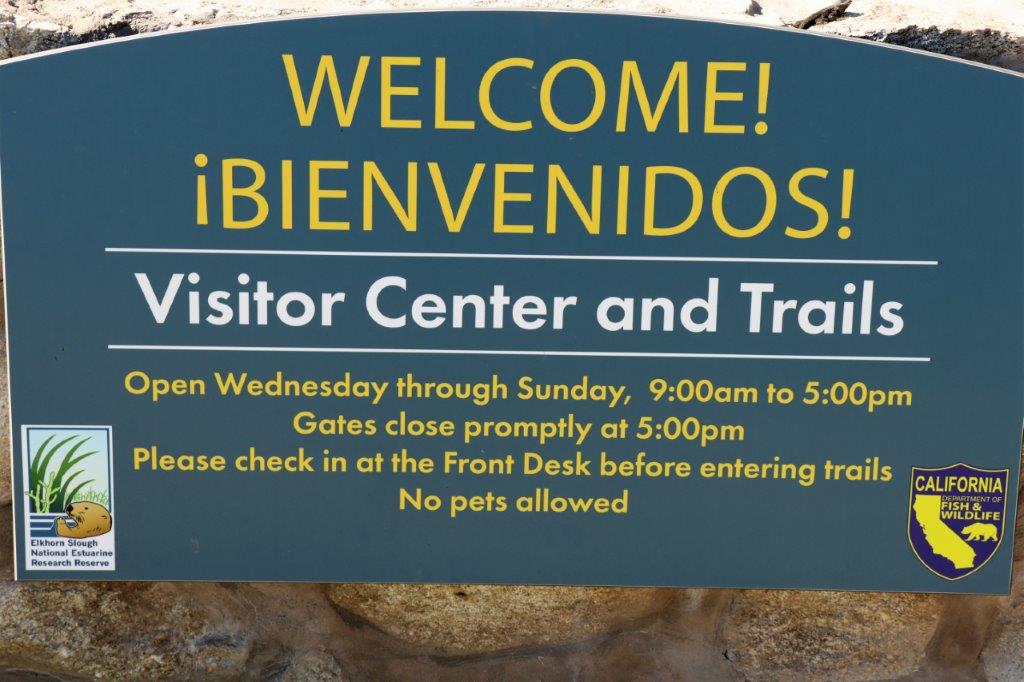 WELCOME!
¡BIENVENIDOS!
Visitor Center and Trails
Open Wednesday through Sunday, 9:00am to 5:00pm
Gates close promptly at 5:00pm
Please check in at the Front Desk before entering trails
No pets allowed
Elkhorn Slough
National Estuarine
Research Reserve
CALIFORNIA
DEPARTMENT OF
FISH &
WILDLIFE